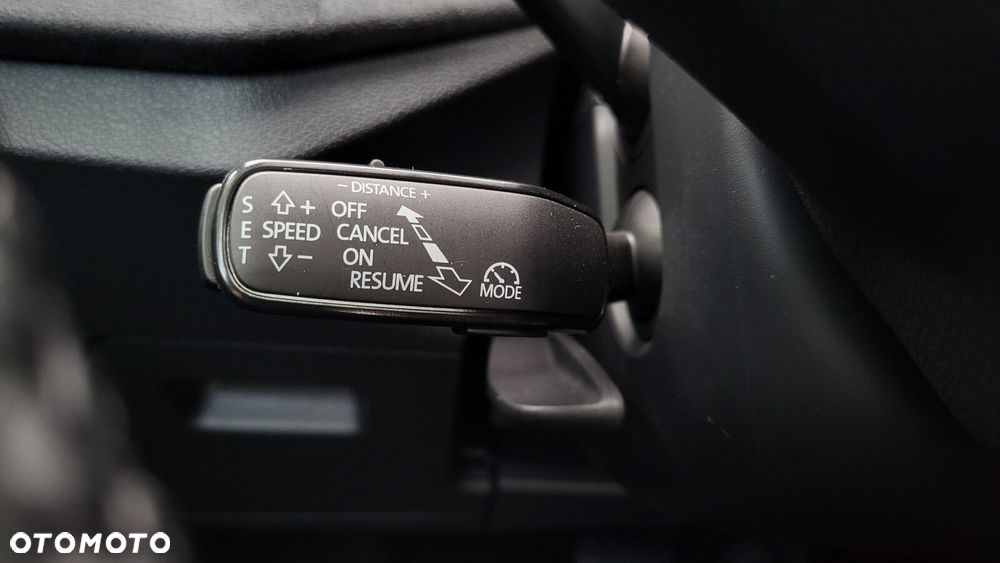 - DISTANCE +
S + OFF
E SPEED CANCEL
T - ON
RESUME
MODE
OTOMOTO